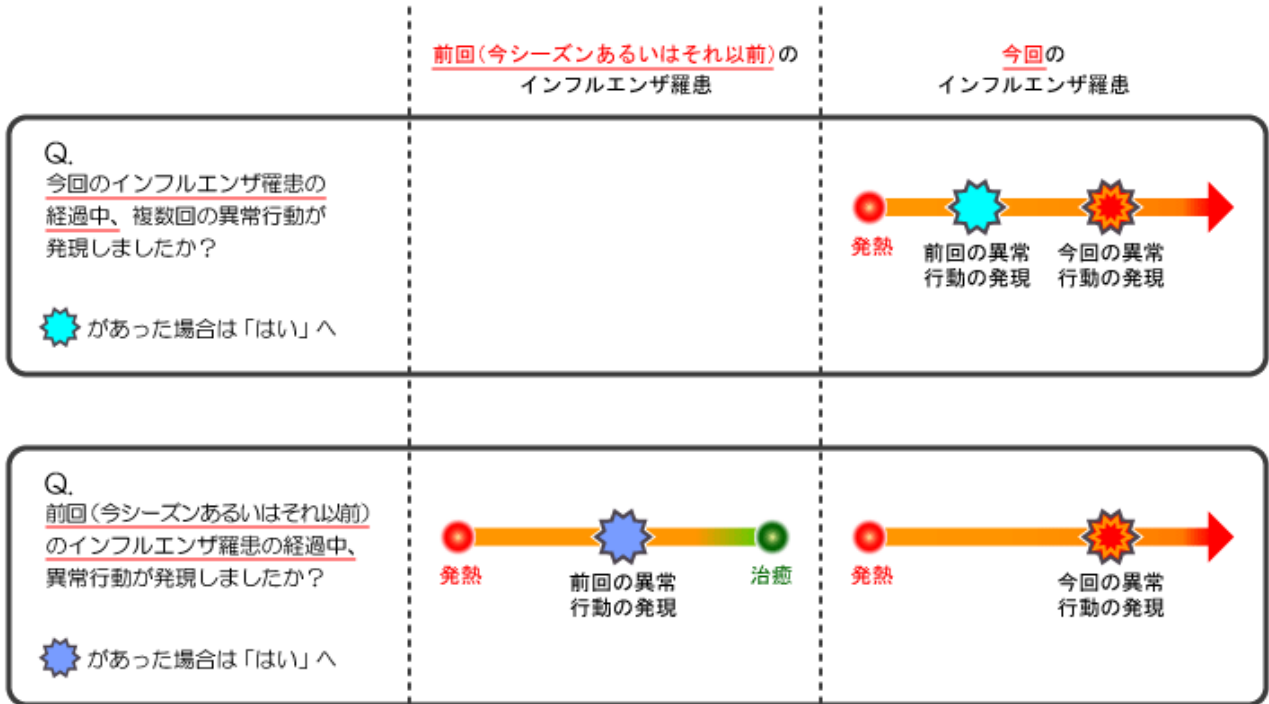 前回(今シーズンあるいはそれ以前)の
インフルエンザ羅患
今回の
インフルエンザ羅患
Q.
今回のインフルエンザ罹患の
経過中、複数回の異常行動が
発現しましたか？
があった場合は「はい」へ
発熱
前回の異常
行動の発現
今回の異常
行動の発現
Q.
前回(今シーズンあるいはそれ以前)
のインフルエンザ羅患の経過中、
異常行動が発現しましたか？
があった場合は「はい」へ
発熱
前回の異常
行動の発現
治癒
発熱
今回の異常
行動の発現